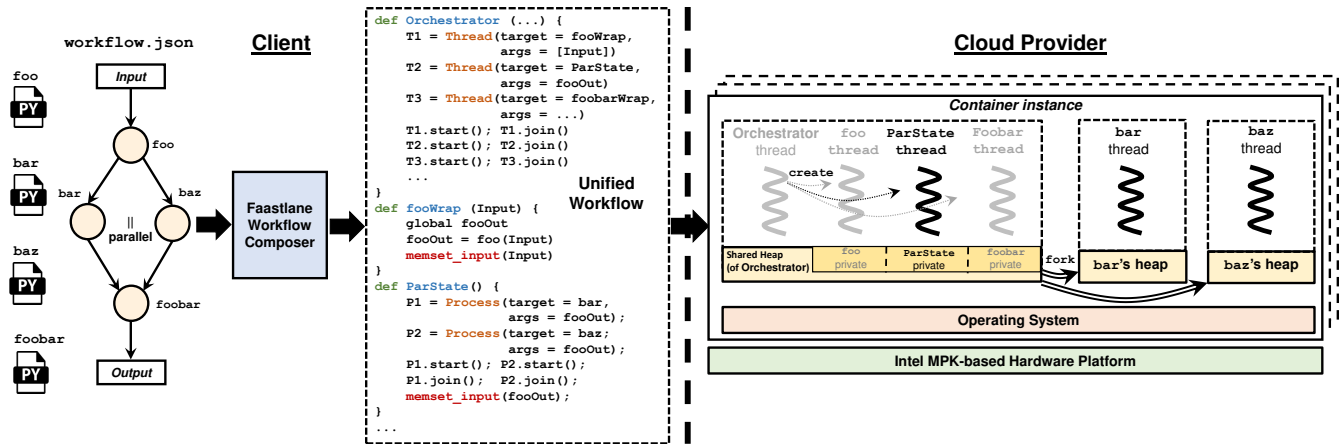 Client
workflow.json
foo
PY
bar
PY
baz
PY
foobar
PY
Input
foo
bar
baz
||
parallel
foobar
Output
Faastlane
Workflow
Composer
def Orchestrator (...) {
T1 = Thread(target = fooWrap,
args = [Input])
T2 = Thread(target = ParState,
args = fooOut)
T3 = Thread(target = foobarWrap,
args = ...)
T1.start(); T1.join()
T2.start(); T2.join()
T3.start(); T3.join()
...
}
def fooWrap (Input) {
global fooOut
fooOut = foo(Input)
memset_input(Input)
}
def ParState() {
P1 = Process(target = bar,
args = fooOut);
P2 = Process(target = baz;
args = fooOut);
P1.start(); P2.start();
P1.join(); P2.join();
memset_input(fooOut);
}
...
Unified
Workflow
Cloud Provider
Container instance
Orchestrator
thread
foo
thread
ParState
thread
Foobar
thread
bar
thread
baz
thread
create
Shared Heap
(of Orchestrator)
foo
private
ParState
private
foobar
private
fork
bar's heap
baz's heap
Operating System
Intel MPK-based Hardware Platform